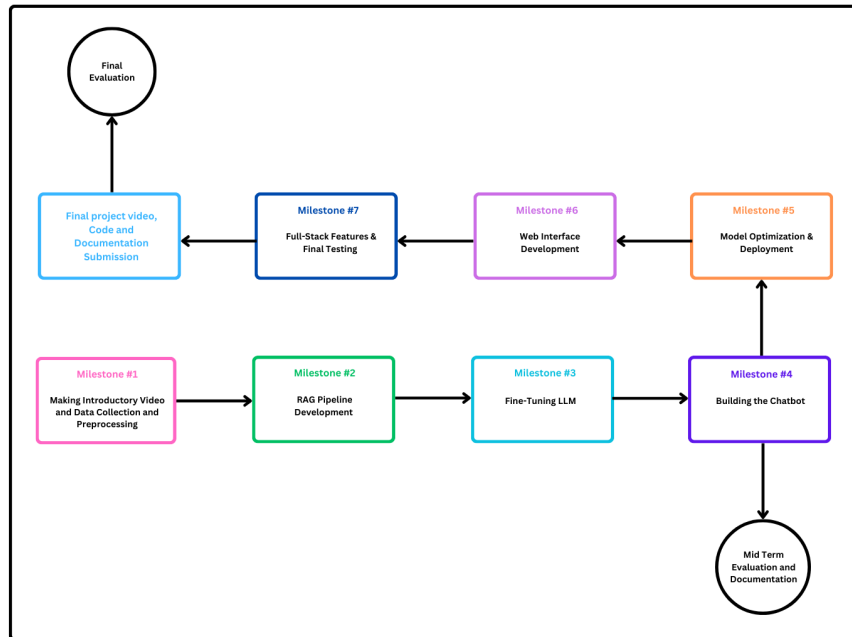 Final
Evaluation
Final project video,
Code and
Documentation
Submission
Milestone #7
Full-Stack Features &
Final Testing
Milestone #6
Web Interface
Development
Milestone #5
Model Optimization &
Deployment
Milestone #1
Making Introductory Video
and Data Collection and
Preprocessing
Milestone #2
RAG Pipeline
Development
Milestone #3
Fine-Tuning LLM
Milestone #4
Building the Chatbot
Mid Term
Evaluation and
Documentation